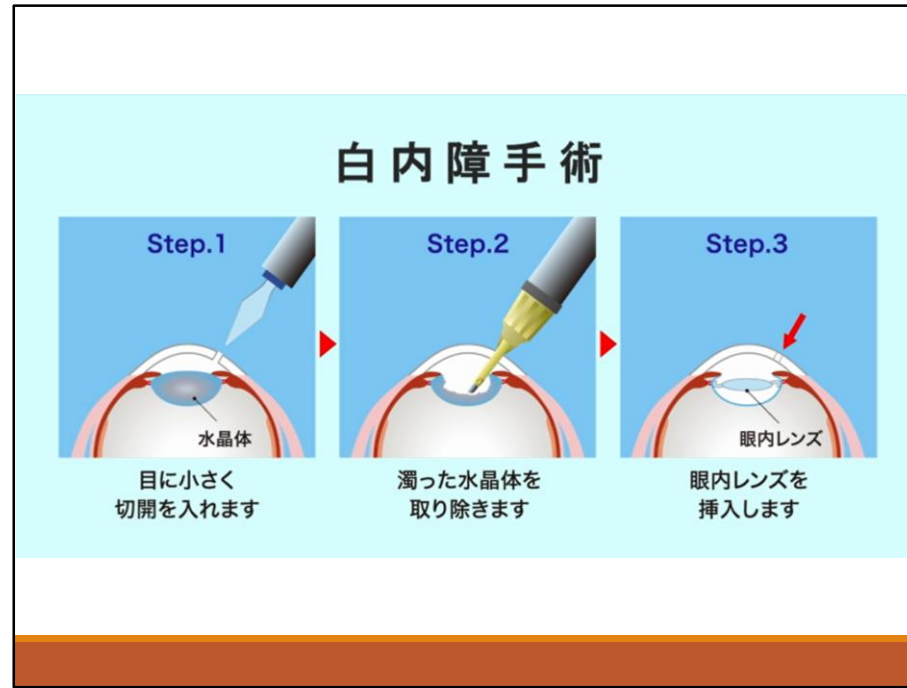 白内障手術
Step.1
水晶体
目に小さく
切開を入れます
Step.2
濁った水晶体を
取り除きます
Step.3
眼内レンズ
眼内レンズを
挿入します